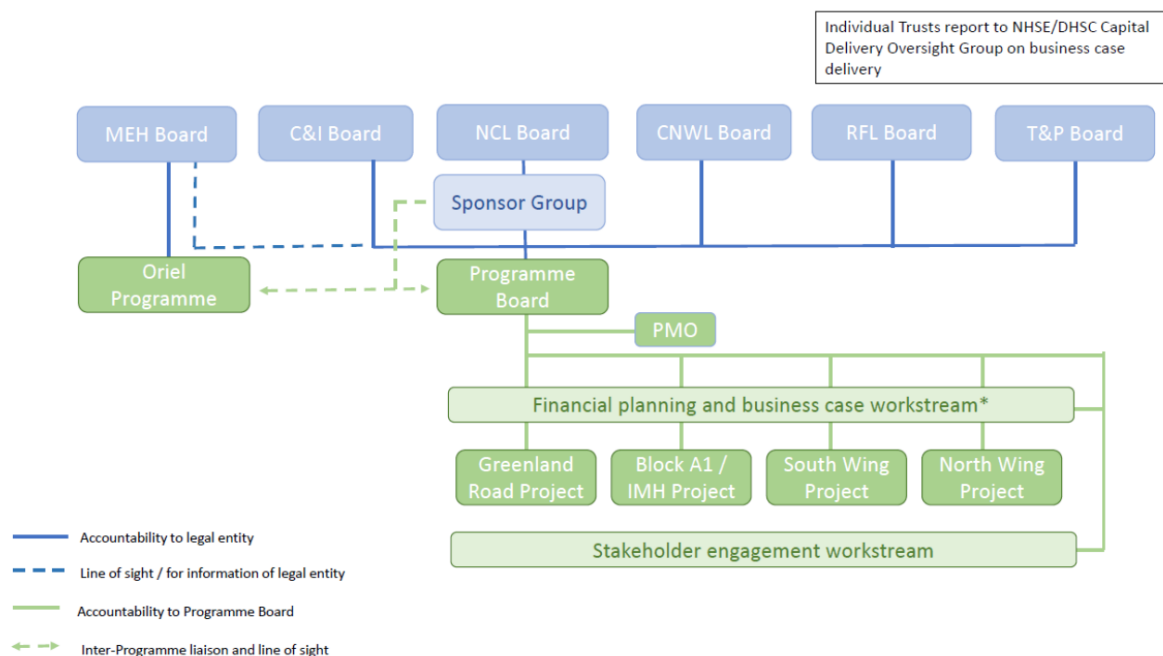 Individual Trusts report to NHSE/DHSC Capital
Delivery Oversight Group on business case
delivery
MEH Board
C&I Board
NCL Board
CNWL Board
RFL Board
T&P Board
Sponsor Group
Oriel
Programme
Programme
Board
PMO
Financial planning and business case workstream*
Greenland
Road Project
Block A1 /
IMH Project
South Wing
Project
North Wing
Project
Stakeholder engagement workstream
Accountability to legal entity
Line of sight / for information of legal entity
Accountability to Programme Board
Inter-Programme liaison and line of sight